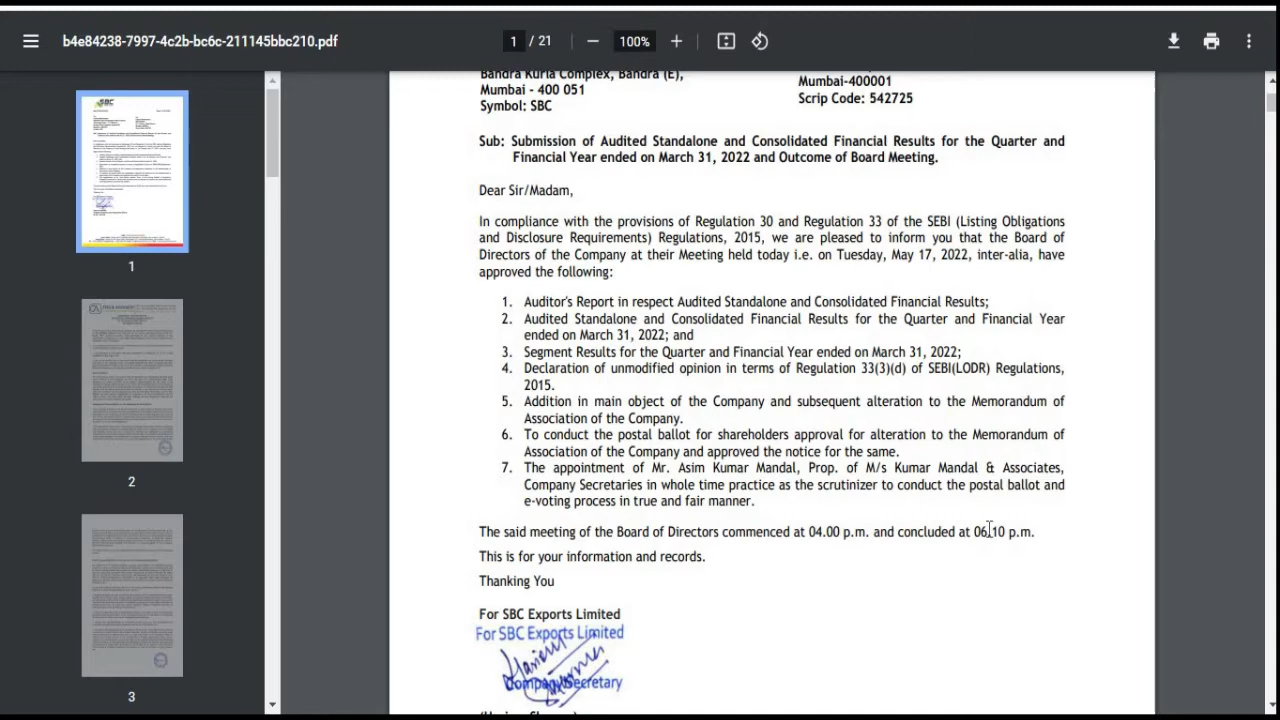 b4e84238-7997-4c2b-bc6c-211145bbc210.pdf
1 / 21
100%
SBC
1
2
3
Bandra Kurla Complex, Bandra (E),
Mumbai - 400 051
Symbol: SBC
Mumbai-400001
Scrip Code: 542725
Sub: Submission of Audited Standalone and Consolidated Financial Results for the Quarter and
Financial Year ended on March 31, 2022 and Outcome of Board Meeting.
Dear Sir/Madam,
In compliance with the provisions of Regulation 30 and Regulation 33 of the SEBI (Listing Obligations
and Disclosure Requirements) Regulations, 2015, we are pleased to inform you that the Board of
Directors of the Company at their Meeting held today i.e. on Tuesday, May 17, 2022, inter-alia, have
approved the following:
1. Auditor's Report in respect Audited Standalone and Consolidated Financial Results;
2. Audited Standalone and Consolidated Financial Results for the Quarter and Financial Year
ended on March 31, 2022; and
3. Segment Results for the Quarter and Financial Year ended on March 31, 2022;
4. Declaration of unmodified opinion in terms of Regulation 33(3)(d) of SEBI(LODR) Regulations,
2015.
5. Addition in main object of the Company and subsequent alteration to the Memorandum of
Association of the Company.
6. To conduct the postal ballot for shareholders approval for alteration to the Memorandum of
Association of the Company and approved the notice for the same.
7. The appointment of Mr. Asim Kumar Mandal, Prop. of M/s Kumar Mandal & Associates,
Company Secretaries in whole time practice as the scrutinizer to conduct the postal ballot and
e-voting process in true and fair manner.
The said meeting of the Board of Directors commenced at 04.00 p.m. and concluded at 06.10 p.m.
This is for your information and records.
Thanking You
For SBC Exports Limited
For SBC Exports Limited
Company Secretary